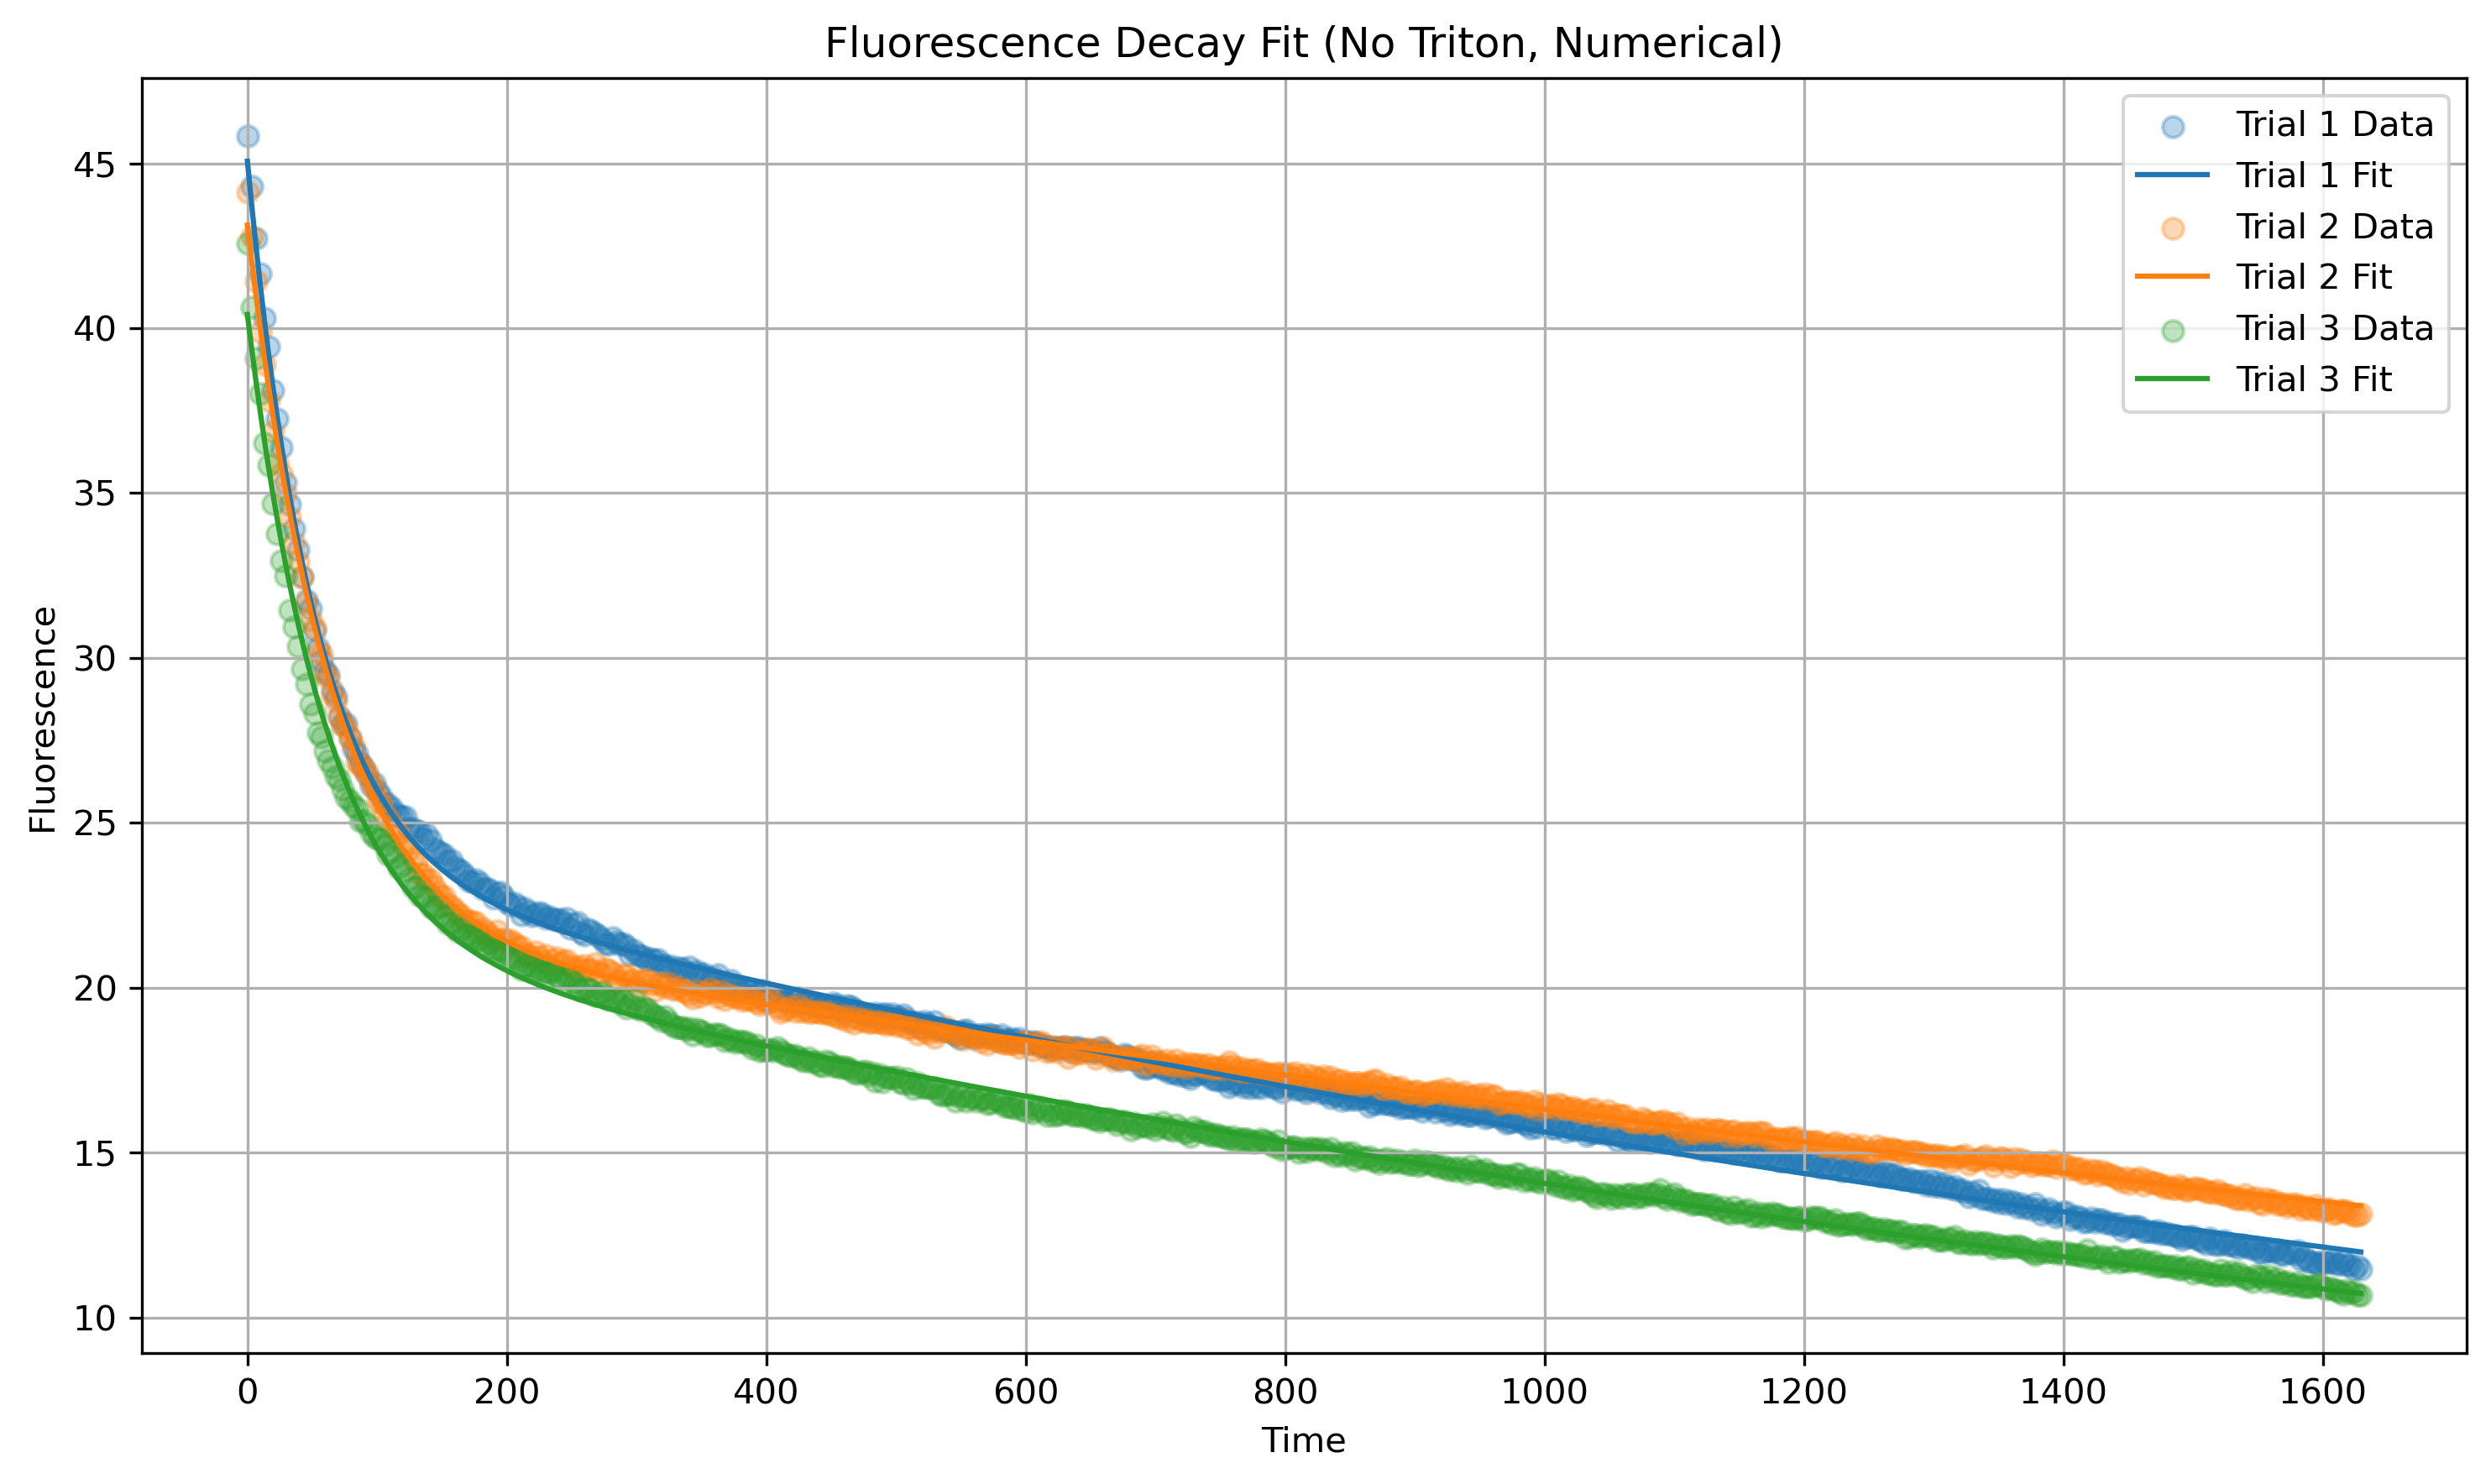 Fluorescence Decay Fit (No Triton, Numerical)
Trial 1 Data
Trial 1 Fit
Trial 2 Data
Trial 2 Fit
Trial 3 Data
Trial 3 Fit
Fluorescence
45
40
35
30
25
20
15
10
0 200 400 600 800 1000 1200 1400 1600
Time